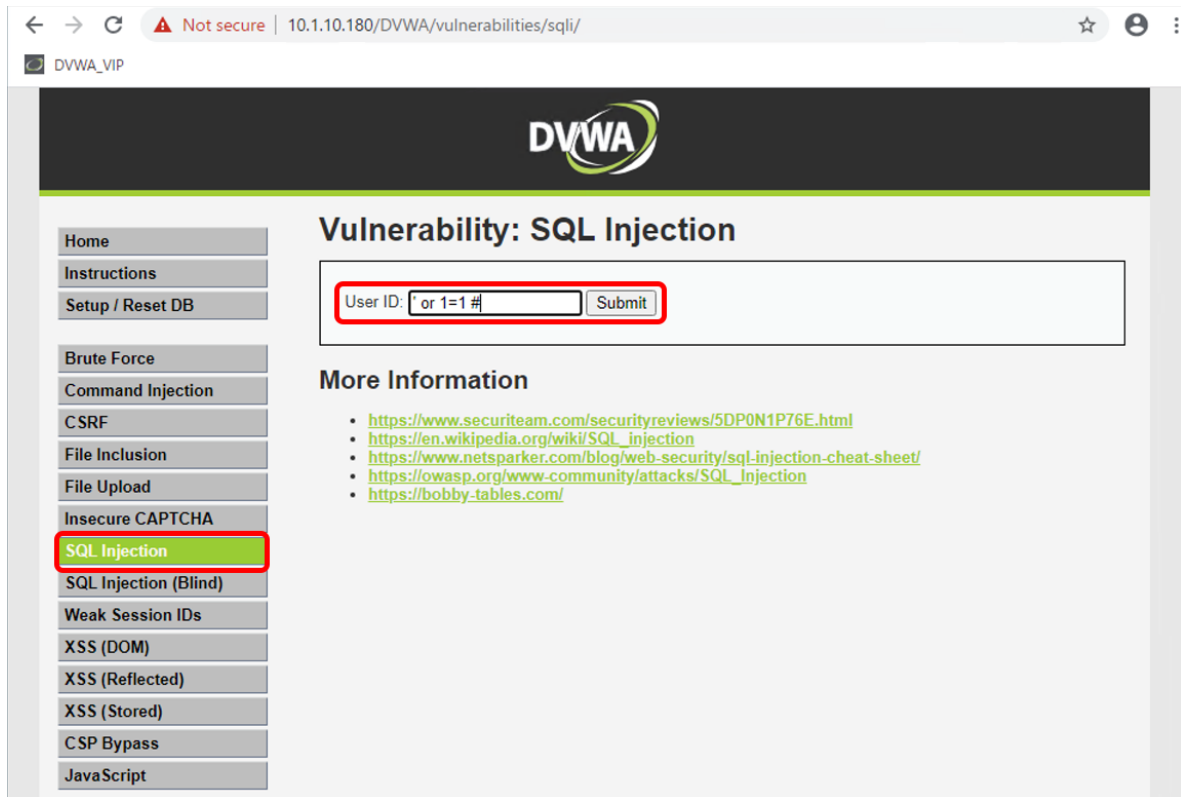 Not secure | 10.1.10.180/DVWA/vulnerabilities/sqli/
DVWA_VIP
DVWA
Home
Instructions
Setup / Reset DB
Brute Force
Command Injection
CSRF
File Inclusion
File Upload
Insecure CAPTCHA
SQL Injection
SQL Injection (Blind)
Weak Session IDs
XSS (DOM)
XSS (Reflected)
XSS (Stored)
CSP Bypass
JavaScript
Vulnerability: SQL Injection
User ID: ' or 1=1 # Submit
More Information
https://www.securiteam.com/securityreviews/5DP0N1P76E.html
https://en.wikipedia.org/wiki/SQL_injection
https://www.netsparker.com/blog/web-security/sql-injection-cheat-sheet/
https://owasp.org/www-community/attacks/SQL_Injection
https://bobby-tables.com/